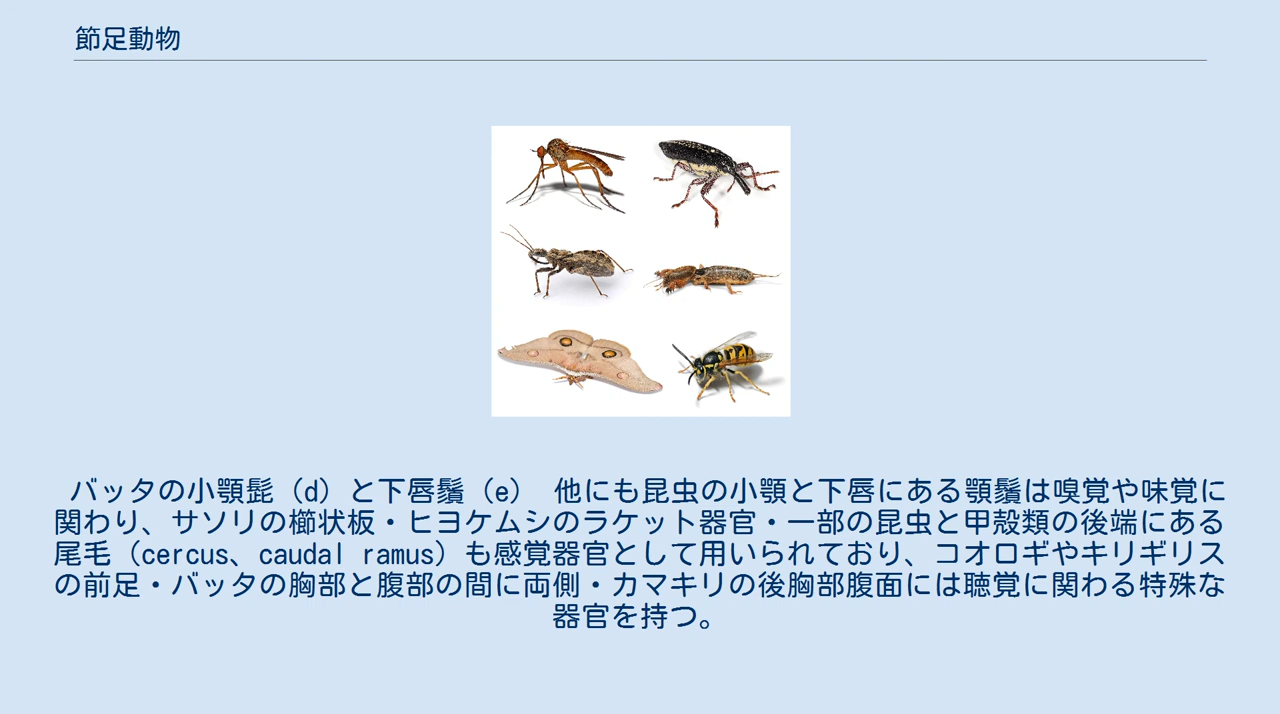 節足動物
バッタの小顎髭（d）と下唇鬚（e） 他にも昆虫の小顎と下唇にある顎鬚は嗅覚や味覚に
関わり、サソリの櫛状板・ヒヨケムシのラケット器官・一部の昆虫と甲殻類の後端にある
尾毛（cercus、caudal ramus）も感覚器官として用いられており、コオロギやキリギリス
の前足・バッタの胸部と腹部の間に両側・カマキリの後胸部腹面には聴覚に関わる特殊な
器官を持つ。